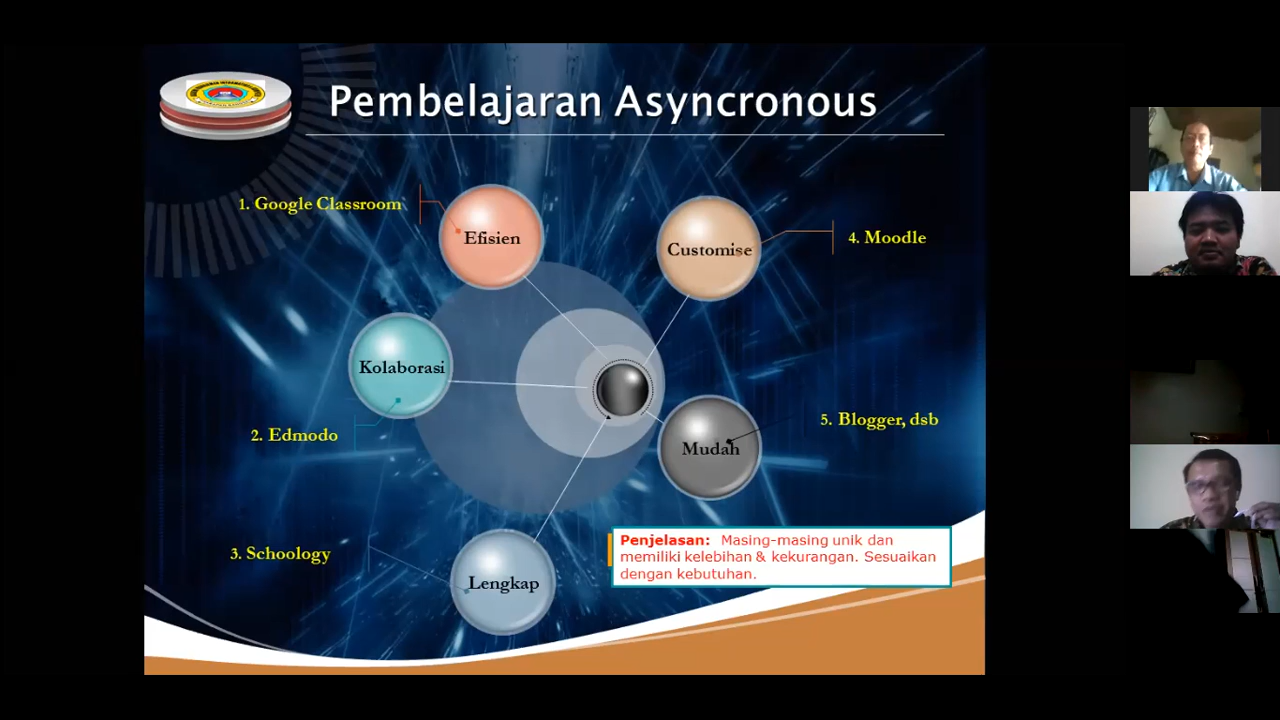 Pembelajaran Asyncronous
1. Google Classroom
Efisien
Customise
4. Moodle
Kolaborasi
2. Edmodo
5. Blogger, dsb
Mudah
3. Schoology
Lengkap
Penjelasan: Masing-masing unik dan
memiliki kelebihan & kekurangan. Sesuaikan
dengan kebutuhan.